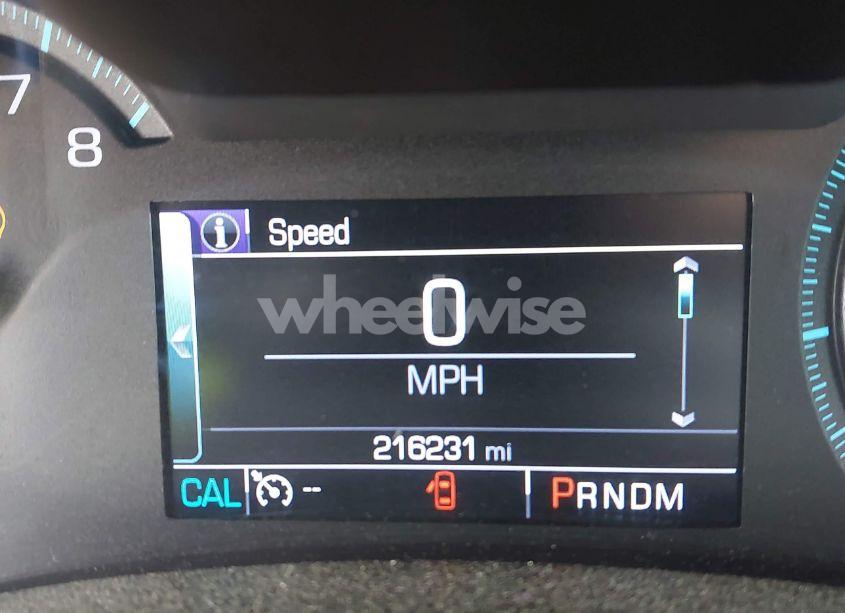 7
8
i Speed
0
wheelwise
MPH
216231 mi
CAL -- PRNDM